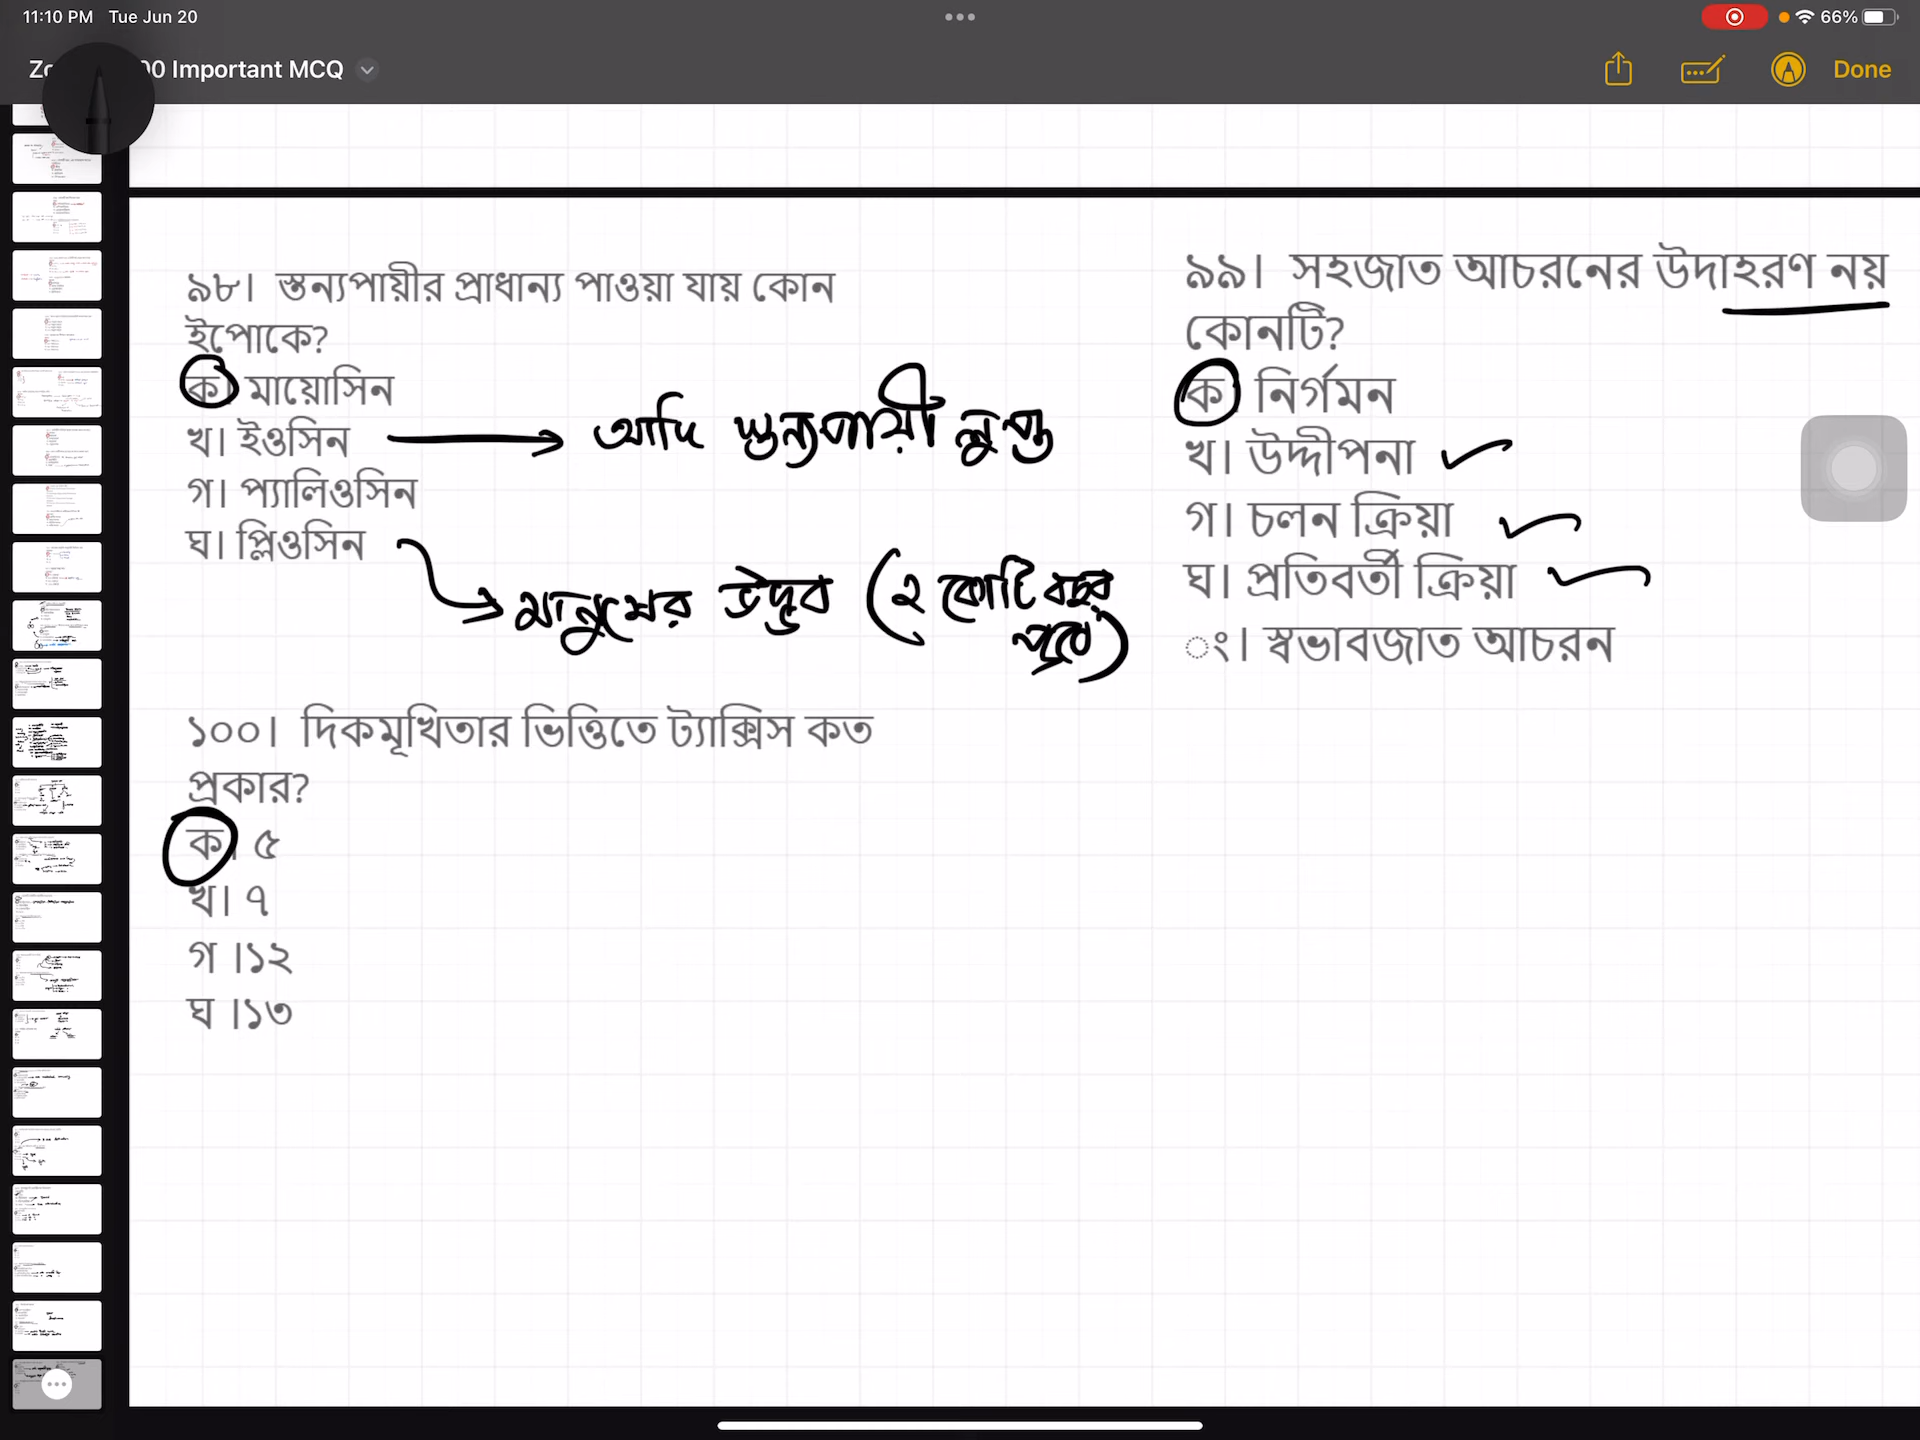 11:10 PM Tue Jun 20
66%
00 Important MCQ
Done
৯৮। স্তন্যপায়ীর প্রাধান্য পাওয়া যায় কোন
ইপোকে?
ক। মায়োসিন
খ। ইওসিন
আদি স্তন্যপায়ী লুপ্ত
গ। প্যালিওসিন
ঘ। প্লিওসিন
মানুষের উদ্ভব (২ কোটি বছর
পূর্বে)
৯৯। সহজাত আচরনের উদাহরণ নয়
কোনটি?
ক। নির্গমন
খ। উদ্দীপনা
গ। চলন ক্রিয়া
ঘ। প্রতিবর্তী ক্রিয়া
ং। স্বভাবজাত আচরন
১০০। দিকমূখিতার ভিত্তিতে ট্যাক্সিস কত
প্রকার?
ক। ৫
খ। ৭
গ ।১২
ঘ ।১৩